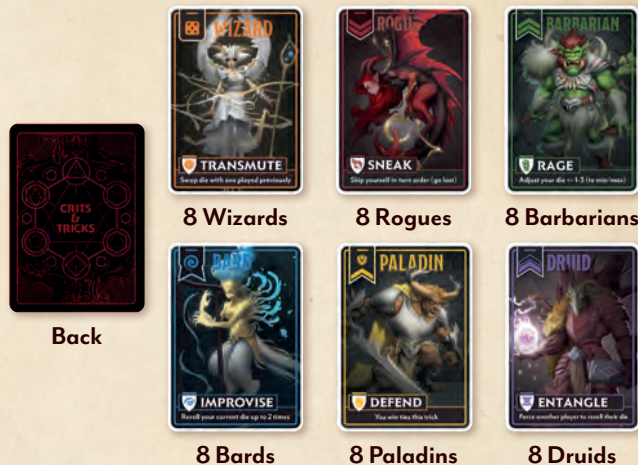 WIZARD
TRANSMUTE
Swap die with one played previously
8 Wizards
ROGUE
SNEAK
Skip yourself in turn order (go last)
8 Rogues
BARBARIAN
RAGE
Adjust your die +/- 1-3 (to min/max)
8 Barbarians
CRITS
&
TRICKS
Back
BARD
IMPROVISE
Reroll your current die up to 2 times
8 Bards
PALADIN
DEFEND
You win ties this trick
8 Paladins
DRUID
ENTANGLE
Force another player to reroll their die
8 Druids